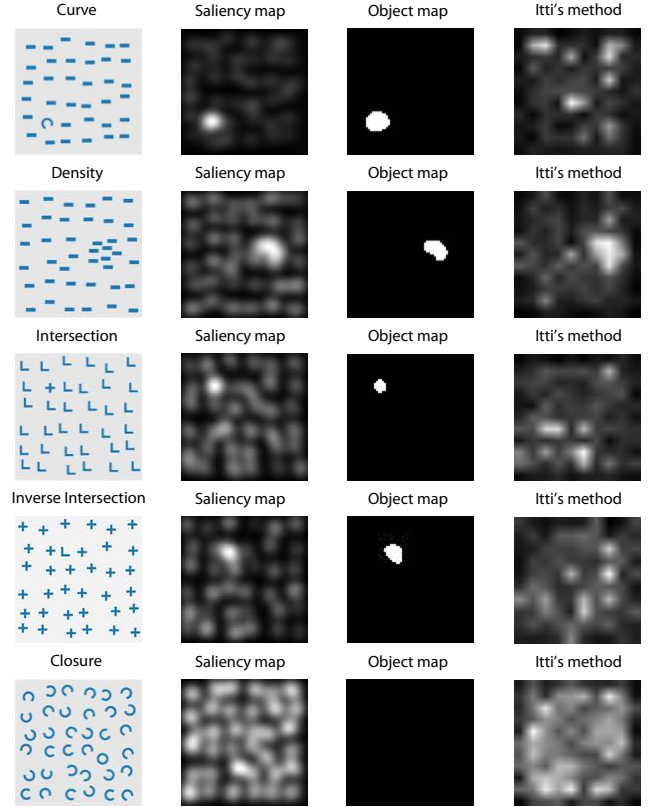 Curve Saliency map Object map Itti's method
Density Saliency map Object map Itti's method
Intersection Saliency map Object map Itti's method
Inverse Intersection Saliency map Object map Itti's method
Closure Saliency map Object map Itti's method